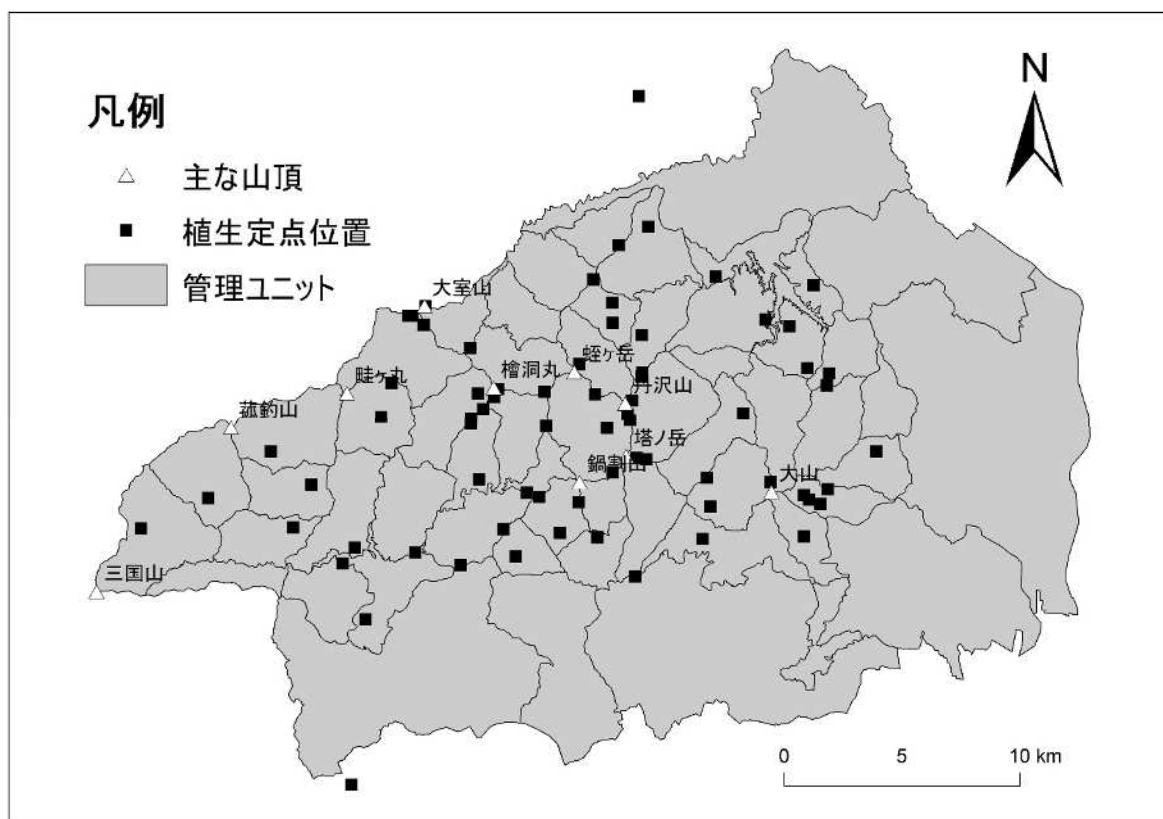 凡例
主な山頂
植生定点位置
管理ユニット
N
大室山
畦ヶ丸
菰釣山
檜洞丸
蛭ヶ岳
丹沢山
塔ノ岳
鍋割山
大山
三国山
0 5 10 km